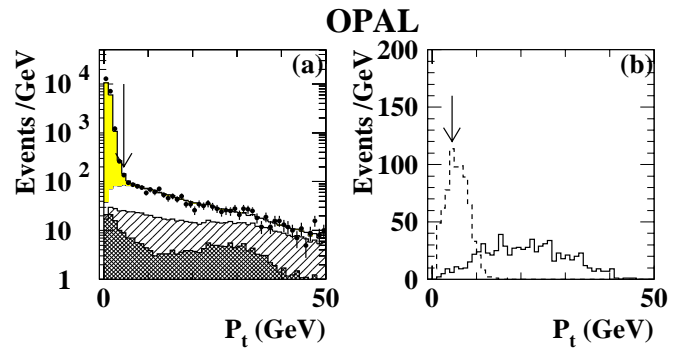 OPAL
(a)
Events /GeV
10^4
10^3
10^2
10
1
0
50
P_t (GeV)
(b)
Events /GeV
200
150
100
50
0
0
50
P_t (GeV)